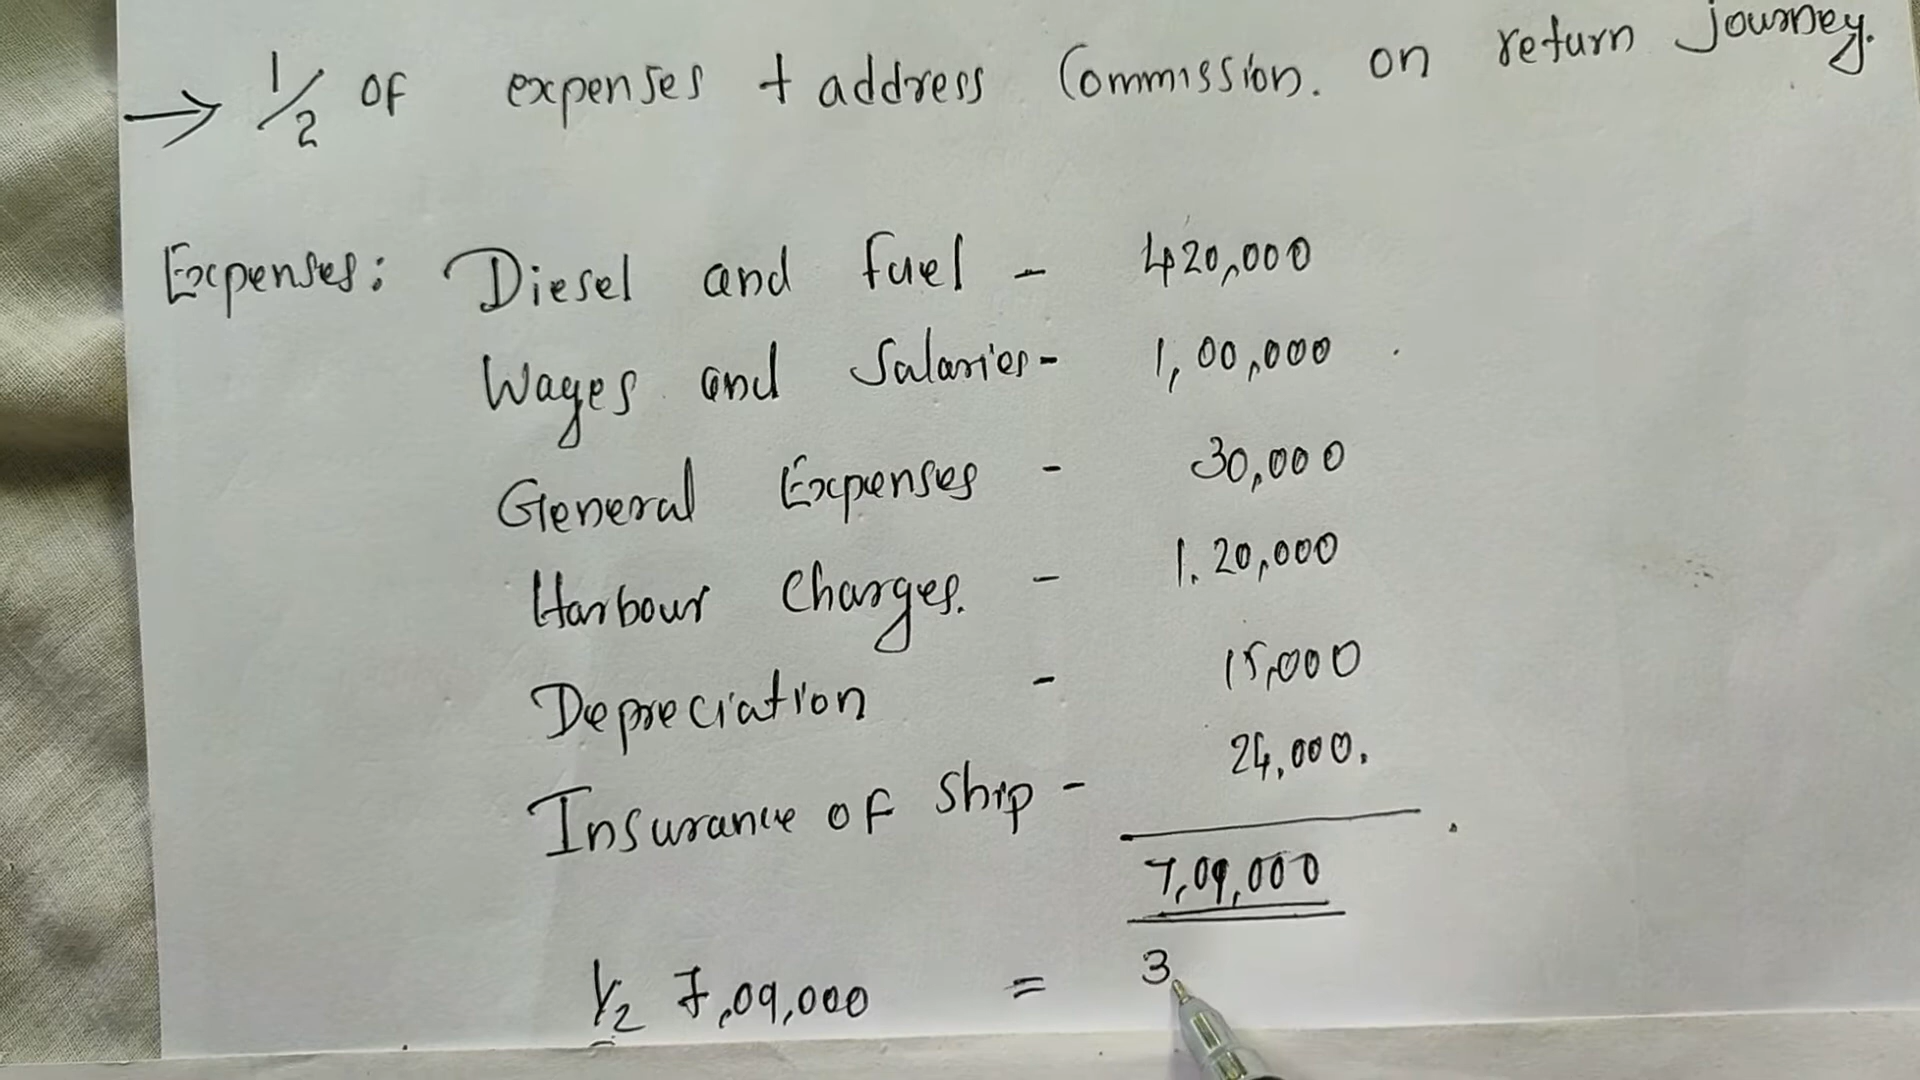 → 1/2 of expenses + address Commission. on return journey.
Expenses: Diesel and fuel - 420,000
Wages and Salaries - 1,00,000
General Expenses - 30,000
Harbour Charges. - 1.20,000
Depreciation - 15,000
Insurance of Ship - 24,000.
7,09,000
1/2 7,09,000 = 3